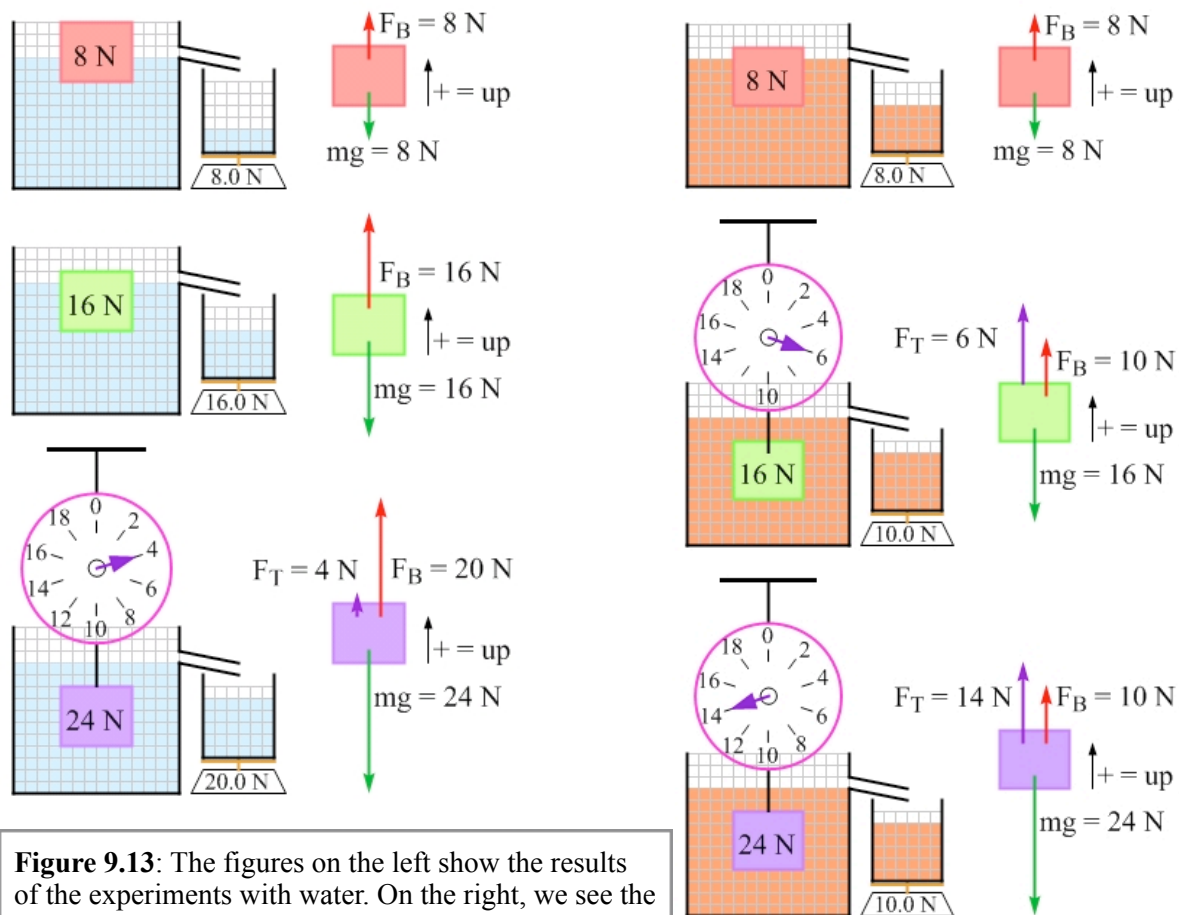 8 N
F_B = 8 N
+ = up
mg = 8 N
8.0 N
16 N
F_B = 16 N
+ = up
mg = 16 N
16.0 N
0
18
2
16
4
14
6
12
8
10
F_T = 4 N
F_B = 20 N
+ = up
24 N
mg = 24 N
20.0 N
8 N
F_B = 8 N
+ = up
mg = 8 N
8.0 N
0
18
2
16
4
14
6
10
F_T = 6 N
F_B = 10 N
+ = up
16 N
mg = 16 N
10.0 N
0
18
2
16
4
14
6
12
8
10
F_T = 14 N
F_B = 10 N
+ = up
24 N
mg = 24 N
10.0 N
Figure 9.13: The figures on the left show the results
of the experiments with water. On the right, we see the